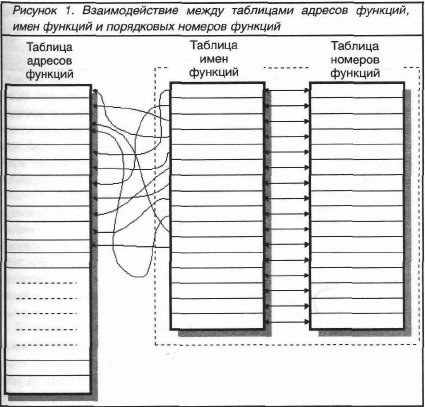 Рисунок 1. Взаимодействие между таблицами адресов функций,
имен функций и порядковых номеров функций
Таблица
адресов
функций
Таблица
имен
функций
Таблица
номеров
функций